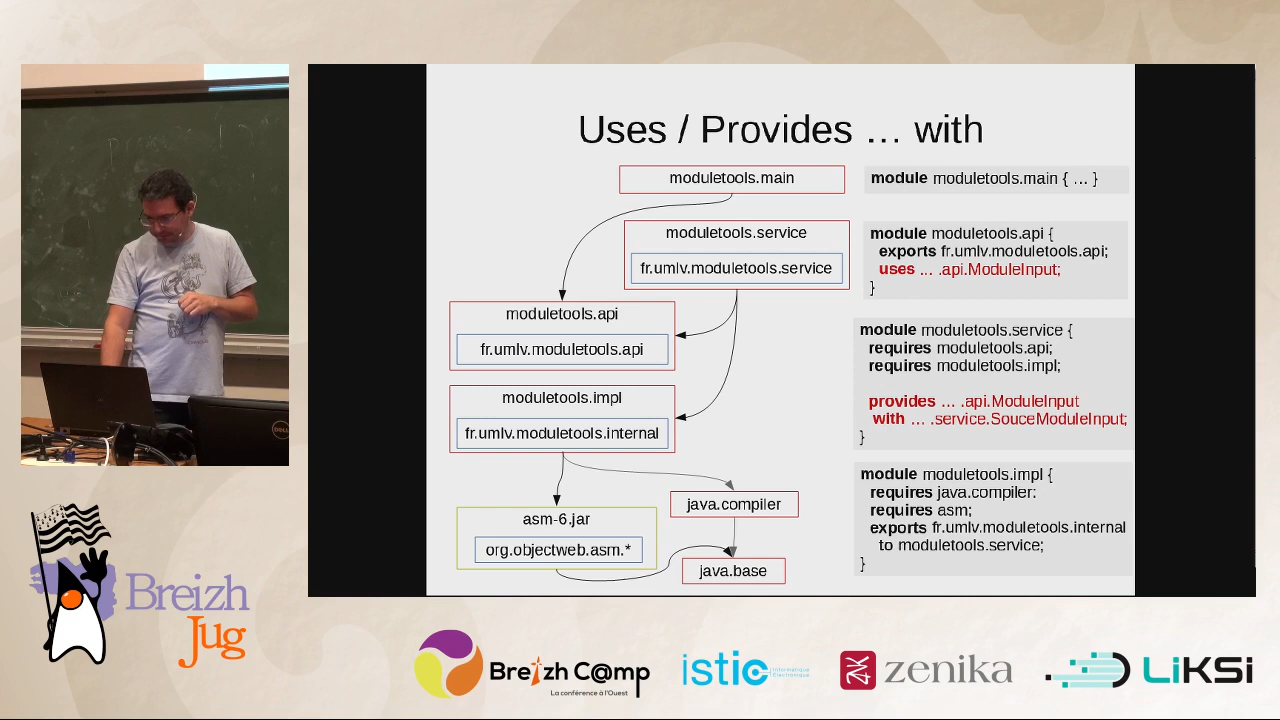 Uses / Provides … with
moduletools.main
moduletools.service
fr.umlv.moduletools.service
moduletools.api
fr.umlv.moduletools.api
moduletools.impl
fr.umlv.moduletools.internal
asm-6.jar
org.objectweb.asm.*
java.compiler
java.base
module moduletools.main { … }
module moduletools.api {
exports fr.umlv.moduletools.api;
uses … .api.ModuleInput;
}
module moduletools.service {
requires moduletools.api;
requires moduletools.impl;
provides … .api.ModuleInput
with … .service.SouceModuleInput;
}
module moduletools.impl {
requires java.compiler:
requires asm;
exports fr.umlv.moduletools.internal
to moduletools.service;
}
DELL
Breizh
Jug
Breizh C@mp
La conférence à l'Ouest
istic
Informatique
Électronique
zenika
LiKSi